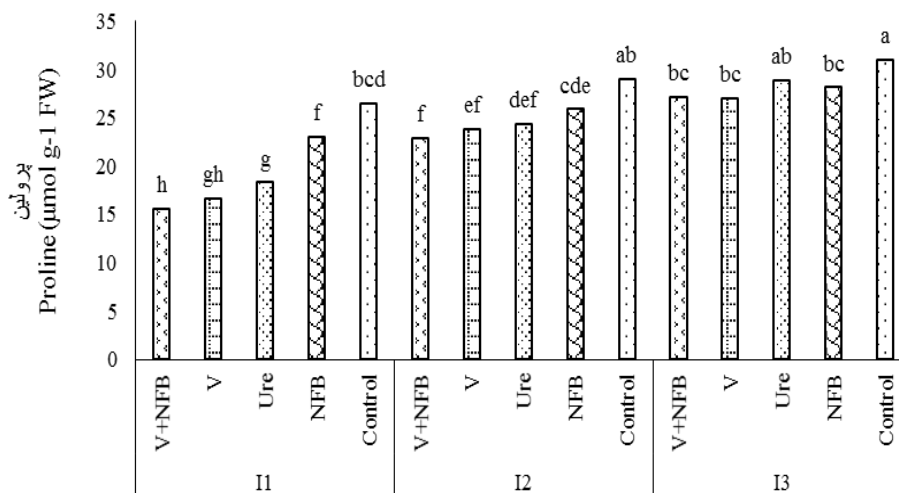 پرولین
Proline (µmol g-1 FW)
35
30
25
20
15
10
5
0
h gh g f bcd f ef def cde ab bc bc ab bc a
V+NFB V Ure NFB Control V+NFB V Ure NFB Control V+NFB V Ure NFB Control
I1 I2 I3